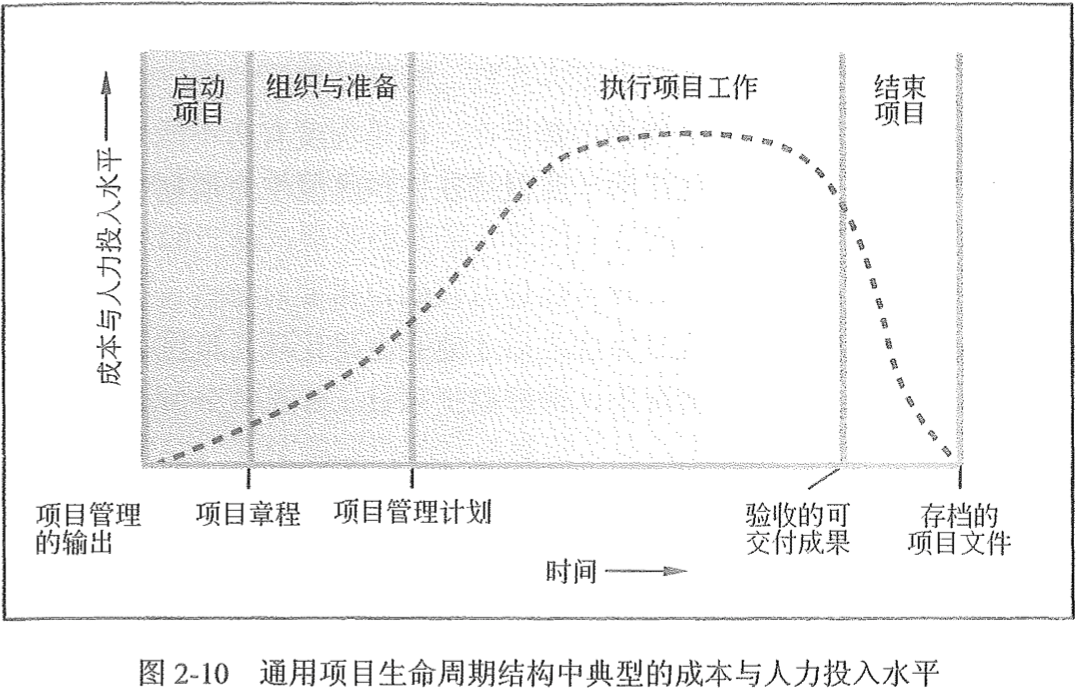 启动
项目
组织与准备
执行项目工作
结束
项目
成本与人力投入水平
项目管理
的输出
项目章程
项目管理计划
验收的可
交付成果
存档的
项目文件
时间
图 2-10 通用项目生命周期结构中典型的成本与人力投入水平